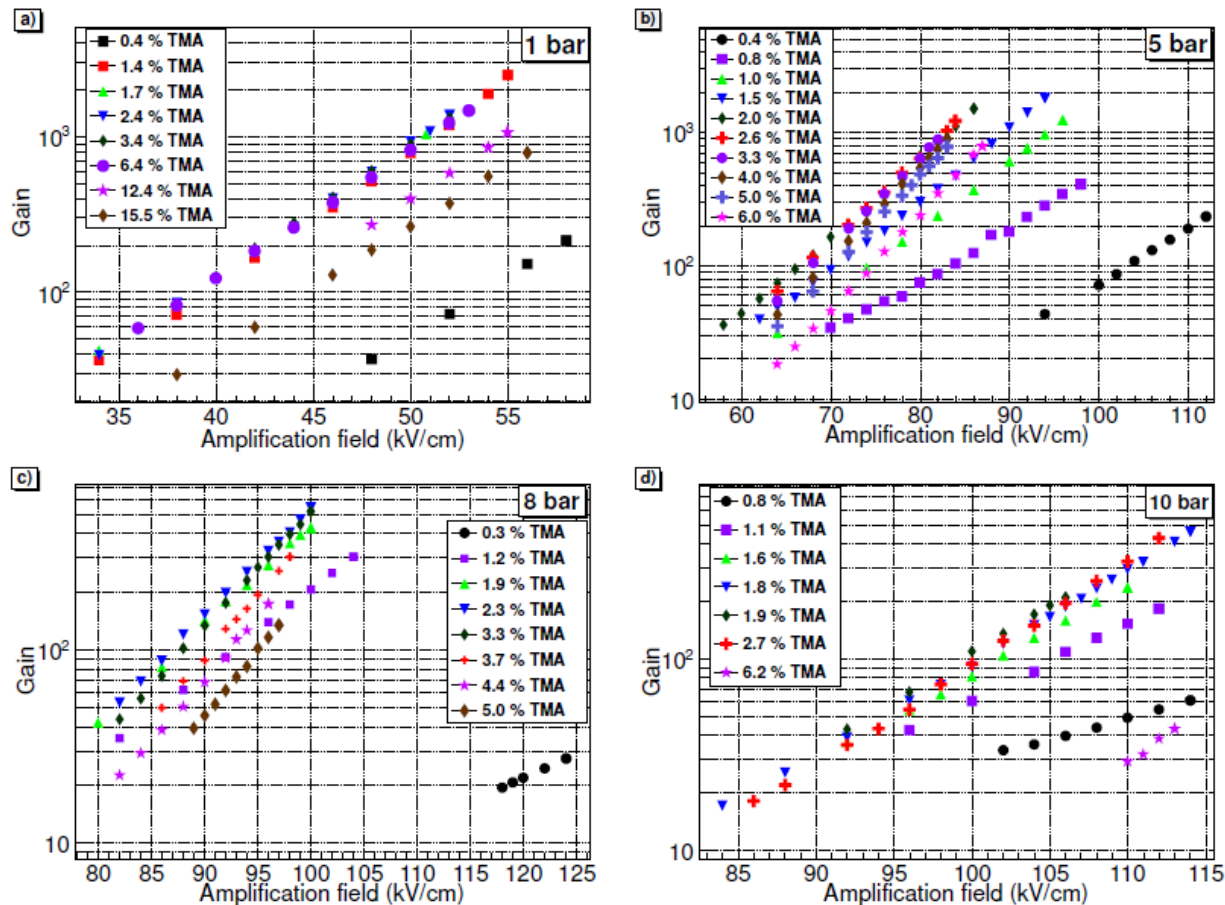 a)
1 bar
0.4 % TMA
1.4 % TMA
1.7 % TMA
2.4 % TMA
3.4 % TMA
6.4 % TMA
12.4 % TMA
15.5 % TMA
Gain
10³
10²
35 40 45 50 55
Amplification field (kV/cm)
b)
5 bar
0.4 % TMA
0.8 % TMA
1.0 % TMA
1.5 % TMA
2.0 % TMA
2.6 % TMA
3.3 % TMA
4.0 % TMA
5.0 % TMA
6.0 % TMA
Gain
10³
10²
10
60 70 80 90 100 110
Amplification field (kV/cm)
c)
8 bar
0.3 % TMA
1.2 % TMA
1.9 % TMA
2.3 % TMA
3.3 % TMA
3.7 % TMA
4.4 % TMA
5.0 % TMA
Gain
10²
10
80 85 90 95 100 105 110 115 120 125
Amplification field (kV/cm)
d)
10 bar
0.8 % TMA
1.1 % TMA
1.6 % TMA
1.8 % TMA
1.9 % TMA
2.7 % TMA
6.2 % TMA
Gain
10²
10
85 90 95 100 105 110 115
Amplification field (kV/cm)